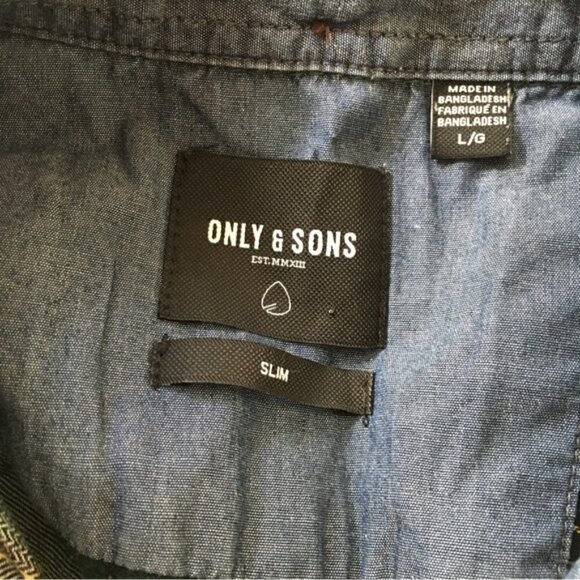 MADE IN
BANGLADESH
FABRIQUÉ EN
BANGLADESH
L/G
ONLY & SONS
EST. MMXIII
SLIM